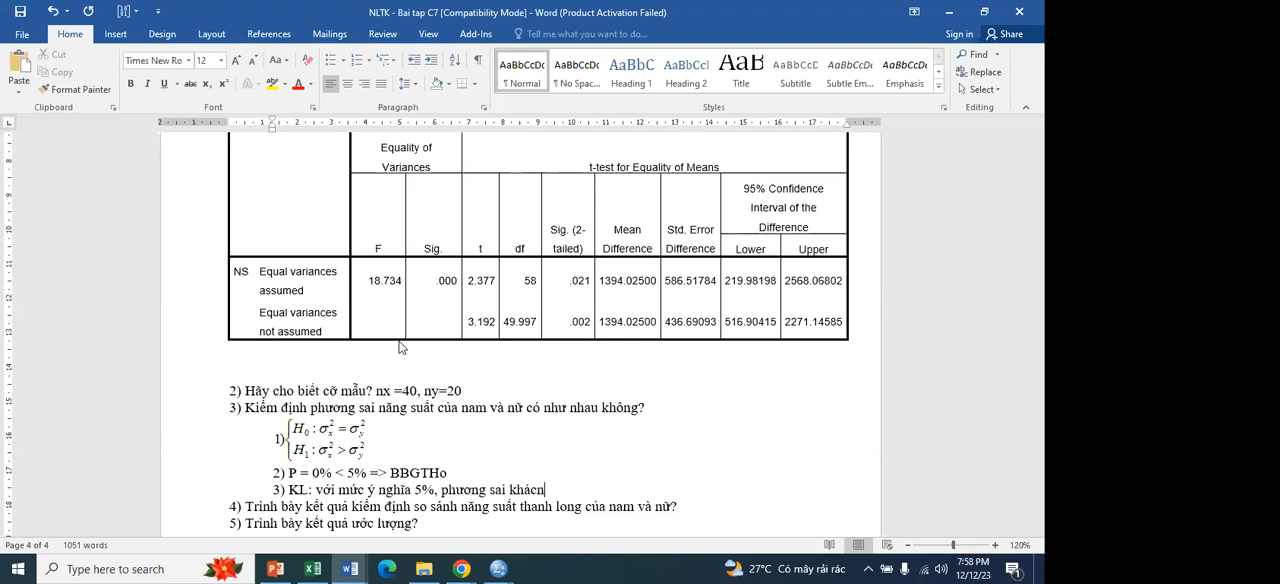 NLTK - Bai tap C7 [Compatibility Mode] - Word (Product Activation Failed)
File Home Insert Design Layout References Mailings Review View Add-Ins Tell me what you want to do... Sign in Share
Paste
Cut
Copy
Format Painter
Times New Ro 12
AaBbCcDc AaBbCcDc AaBbC AaBbCc AaB AaBbCcD AaBbCcDc AaBbCcDc
¶ Normal ¶ No Spac... Heading 1 Heading 2 Title Subtitle Subtle Em... Emphasis
Find
Replace
Select
Clipboard Font Paragraph Styles Editing
Equality of
Variances
t-test for Equality of Means
95% Confidence
Interval of the
Difference
F Sig. t df Sig. (2-tailed) Mean Difference Std. Error Difference Lower Upper
NS Equal variances assumed 18.734 .000 2.377 58 .021 1394.02500 586.51784 219.98198 2568.06802
Equal variances not assumed 3.192 49.997 .002 1394.02500 436.69093 516.90415 2271.14585
2) Hãy cho biết cỡ mẫu? nx =40, ny=20
3) Kiểm định phương sai năng suất của nam và nữ có như nhau không?
1) { H₀ : σₓ² = σᵧ²
H₁ : σₓ² > σᵧ²
2) P = 0% < 5% => BBGTHo
3) KL: với mức ý nghĩa 5%, phương sai khácn
4) Trình bày kết quả kiểm định so sánh năng suất thanh long của nam và nữ?
5) Trình bày kết quả ước lượng?
Page 4 of 4 1051 words 120%
Type here to search 27°C Có mây rải rác 7:58 PM
12/12/23